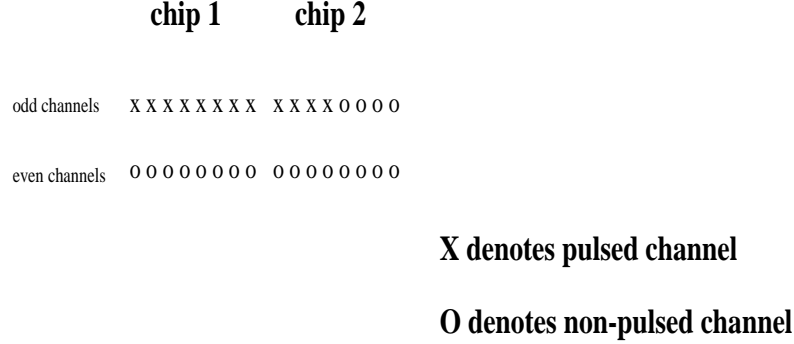 chip 1 chip 2
odd channels X X X X X X X X X X X X O O O O
even channels O O O O O O O O O O O O O O O O
X denotes pulsed channel
O denotes non-pulsed channel